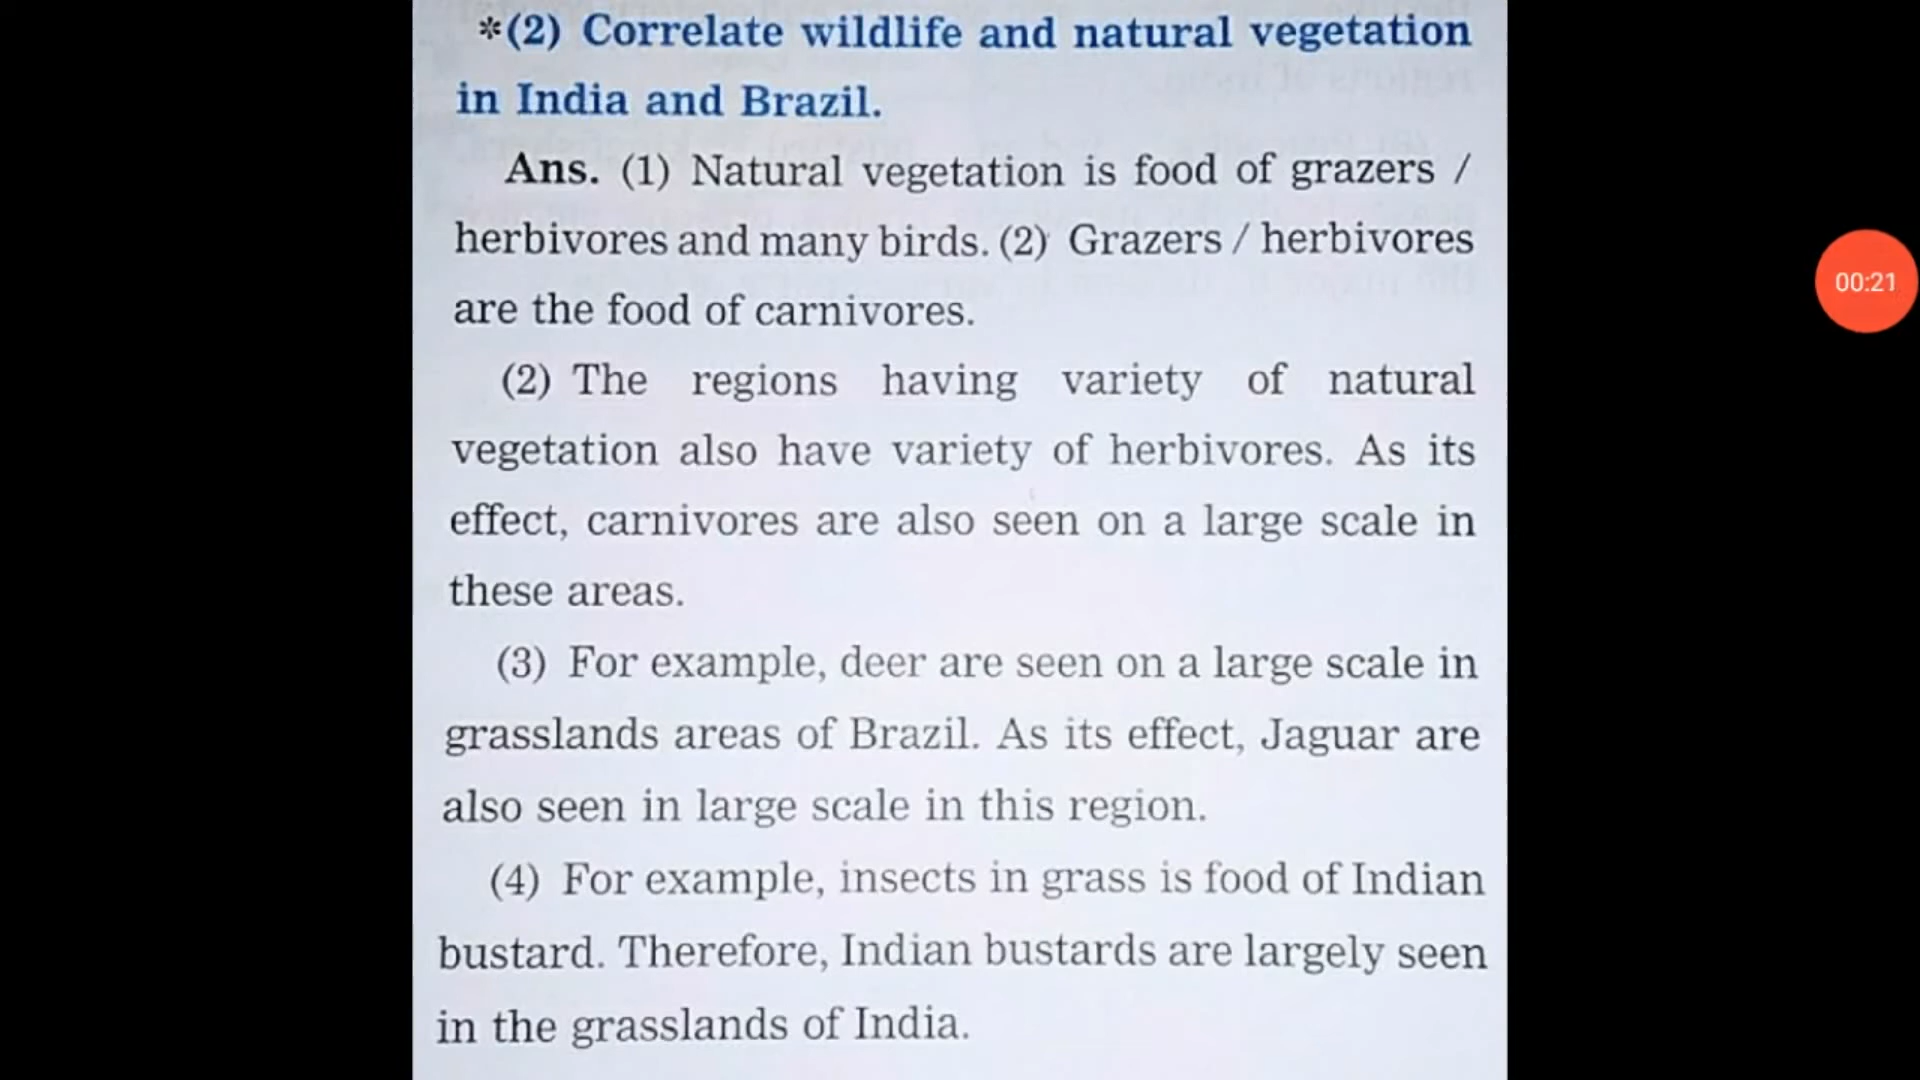 *(2) Correlate wildlife and natural vegetation
in India and Brazil.
Ans. (1) Natural vegetation is food of grazers /
herbivores and many birds. (2) Grazers / herbivores
are the food of carnivores.
(2) The regions having variety of natural
vegetation also have variety of herbivores. As its
effect, carnivores are also seen on a large scale in
these areas.
(3) For example, deer are seen on a large scale in
grasslands areas of Brazil. As its effect, Jaguar are
also seen in large scale in this region.
(4) For example, insects in grass is food of Indian
bustard. Therefore, Indian bustards are largely seen
in the grasslands of India.
00:21